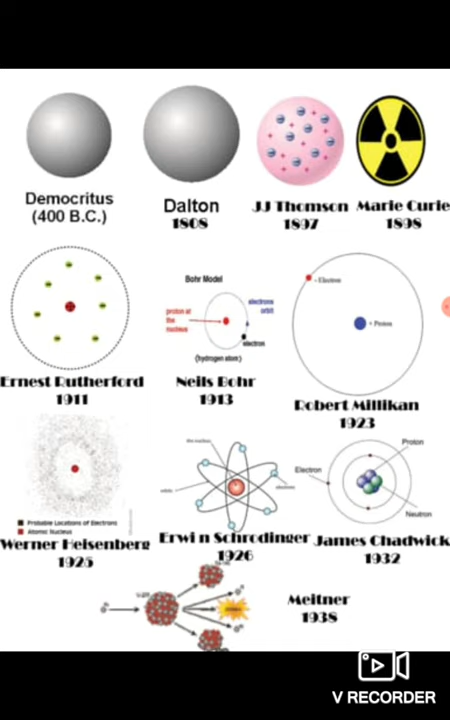 Democritus
(400 B.C.)
Dalton
1808
JJ Thomson
1897
Marie Curie
1898
Ernest Rutherford
1911
Bohr Model
proton at
the
nucleus
electrons
orbit
electron
(hydrogen atom)
Neils Bohr
1913
- Electron
+ Proton
Robert Millikan
1923
Probable Locations of Electrons
Atomic Nucleus
Werner Heisenberg
1925
the nucleus
Erwi n Schrodinger
1926
Proton
Electron
Neutron
James Chadwick
1932
Meitner
1938
V RECORDER